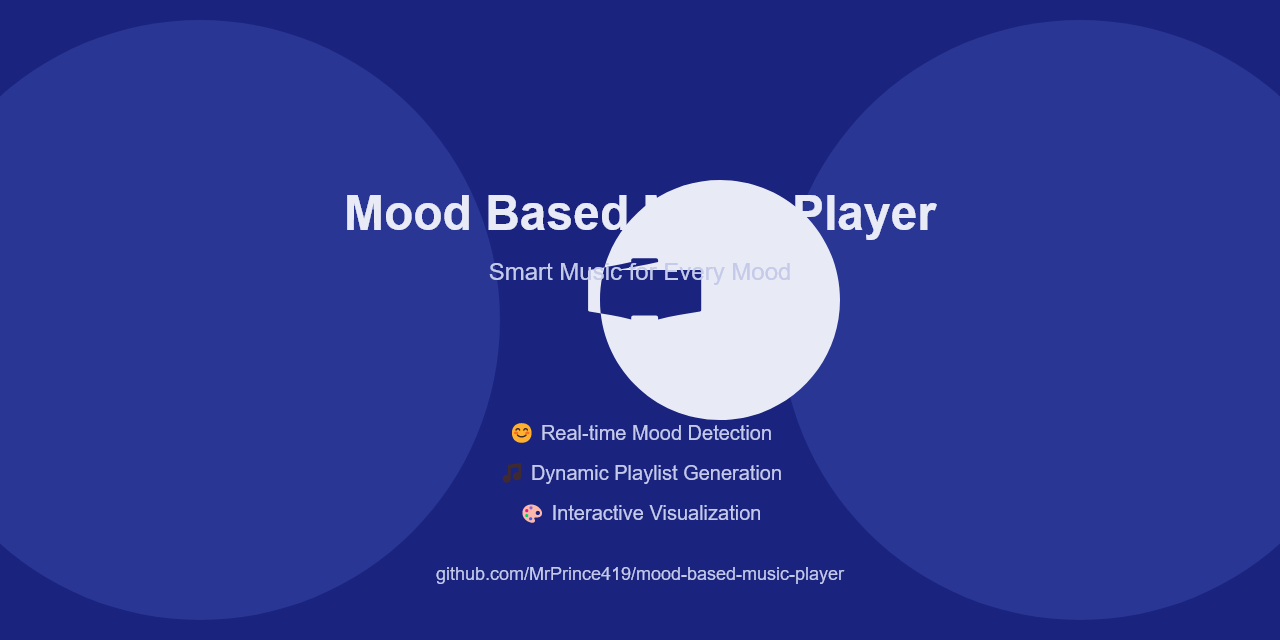 Mood Based Player
Smart Music for Every Mood
Real-time Mood Detection
Dynamic Playlist Generation
Interactive Visualization
github.com/MrPrince419/mood-based-music-player